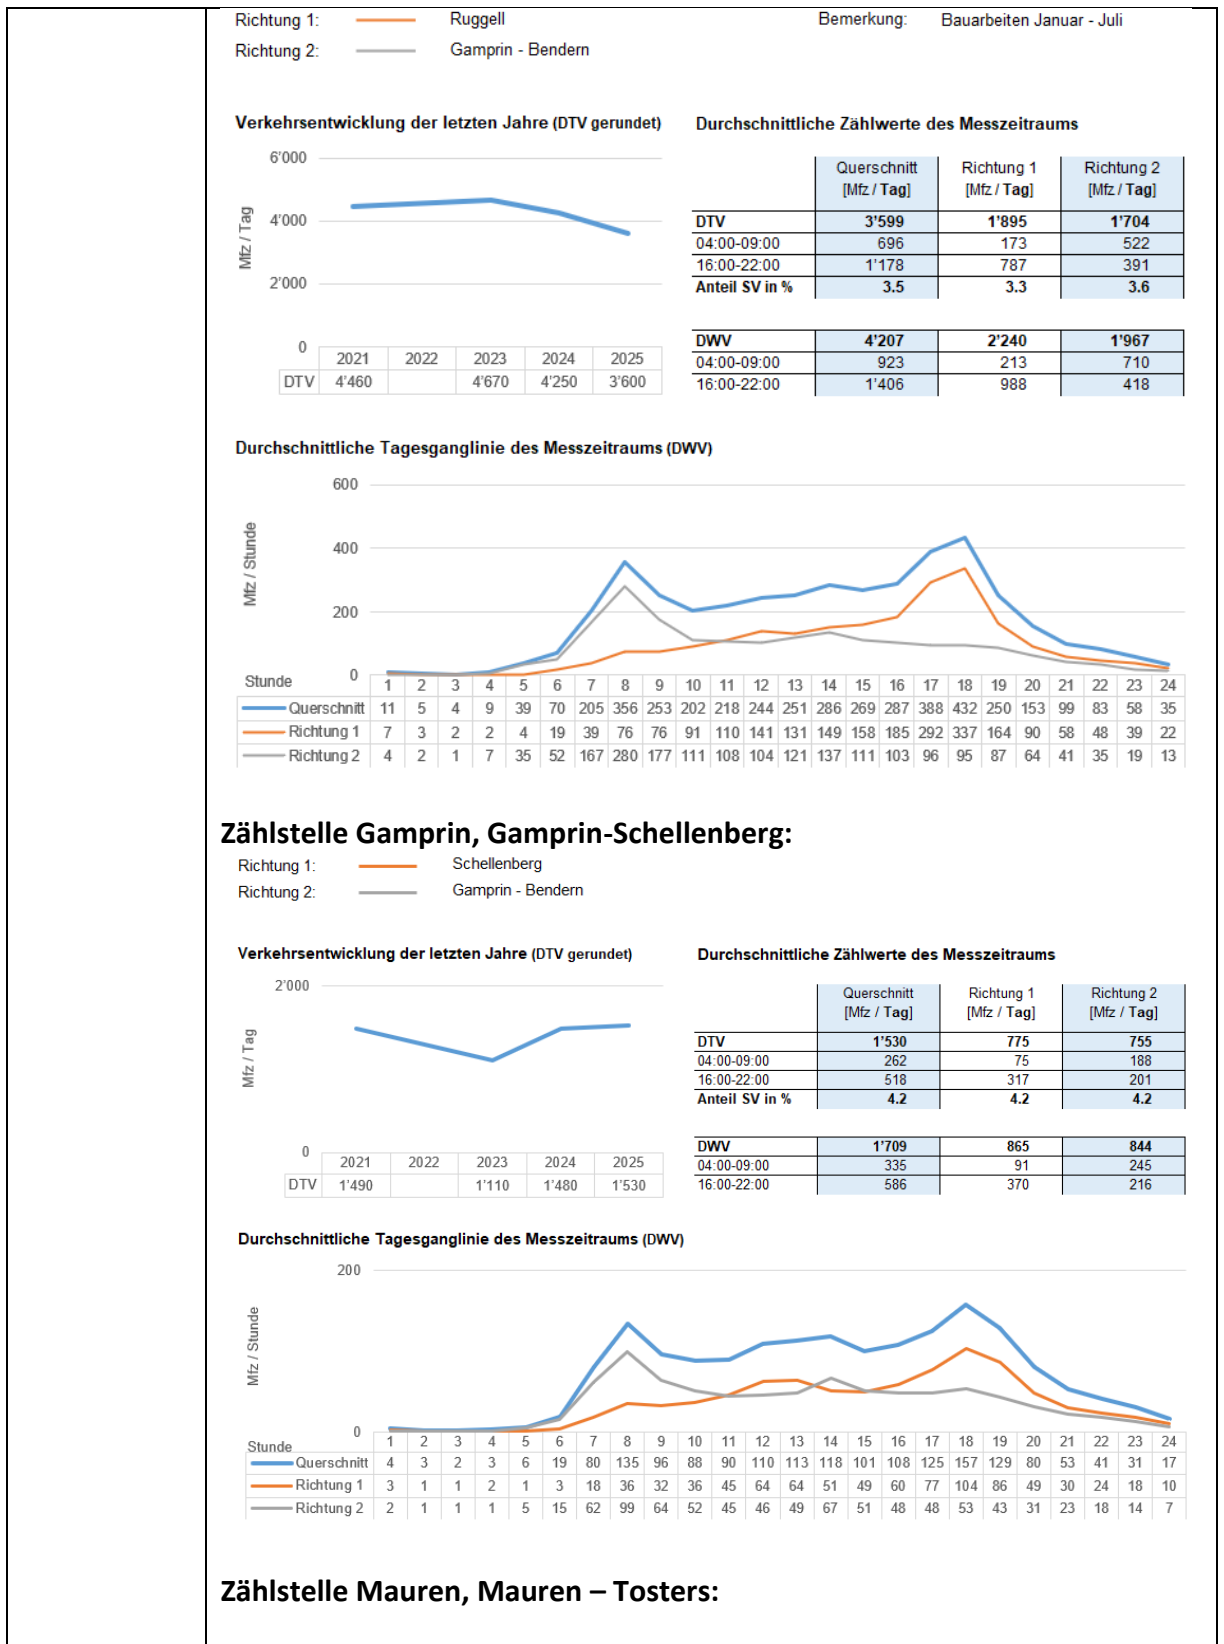 Richtung 1: Ruggell Bemerkung: Bauarbeiten Januar - Juli
Richtung 2: Gamprin - Bendern
Verkehrsentwicklung der letzten Jahre (DTV gerundet)
6'000
4'000
2'000
0
Mfz / Tag
2021 2022 2023 2024 2025
DTV 4'460 4'670 4'250 3'600
Durchschnittliche Zählwerte des Messzeitraums
Querschnitt Richtung 1 Richtung 2
[Mfz / Tag] [Mfz / Tag] [Mfz / Tag]
DTV 3'599 1'895 1'704
04:00-09:00 696 173 522
16:00-22:00 1'178 787 391
Anteil SV in % 3.5 3.3 3.6
DWV 4'207 2'240 1'967
04:00-09:00 923 213 710
16:00-22:00 1'406 988 418
Durchschnittliche Tagesganglinie des Messzeitraums (DWV)
600
400
200
0
Mfz / Stunde
Stunde 1 2 3 4 5 6 7 8 9 10 11 12 13 14 15 16 17 18 19 20 21 22 23 24
Querschnitt 11 5 4 9 39 70 205 356 253 202 218 244 251 286 269 287 388 432 250 153 99 83 58 35
Richtung 1 7 3 2 2 4 19 39 76 76 91 110 141 131 149 158 185 292 337 164 90 58 48 39 22
Richtung 2 4 2 1 7 35 52 167 280 177 111 108 104 121 137 111 103 96 95 87 64 41 35 19 13
Zählstelle Gamprin, Gamprin-Schellenberg:
Richtung 1: Schellenberg
Richtung 2: Gamprin - Bendern
Verkehrsentwicklung der letzten Jahre (DTV gerundet)
2'000
0
Mfz / Tag
2021 2022 2023 2024 2025
DTV 1'490 1'110 1'480 1'530
Durchschnittliche Zählwerte des Messzeitraums
Querschnitt Richtung 1 Richtung 2
[Mfz / Tag] [Mfz / Tag] [Mfz / Tag]
DTV 1'530 775 755
04:00-09:00 262 75 188
16:00-22:00 518 317 201
Anteil SV in % 4.2 4.2 4.2
DWV 1'709 865 844
04:00-09:00 335 91 245
16:00-22:00 586 370 216
Durchschnittliche Tagesganglinie des Messzeitraums (DWV)
200
0
Mfz / Stunde
Stunde 1 2 3 4 5 6 7 8 9 10 11 12 13 14 15 16 17 18 19 20 21 22 23 24
Querschnitt 4 3 2 3 6 19 80 135 96 88 90 110 113 118 101 108 125 157 129 80 53 41 31 17
Richtung 1 3 1 1 2 1 3 18 36 32 36 45 64 64 51 49 60 77 104 86 49 30 24 18 10
Richtung 2 2 1 1 1 5 15 62 99 64 52 45 46 49 67 51 48 48 53 43 31 23 18 14 7
Zählstelle Mauren, Mauren – Tosters: